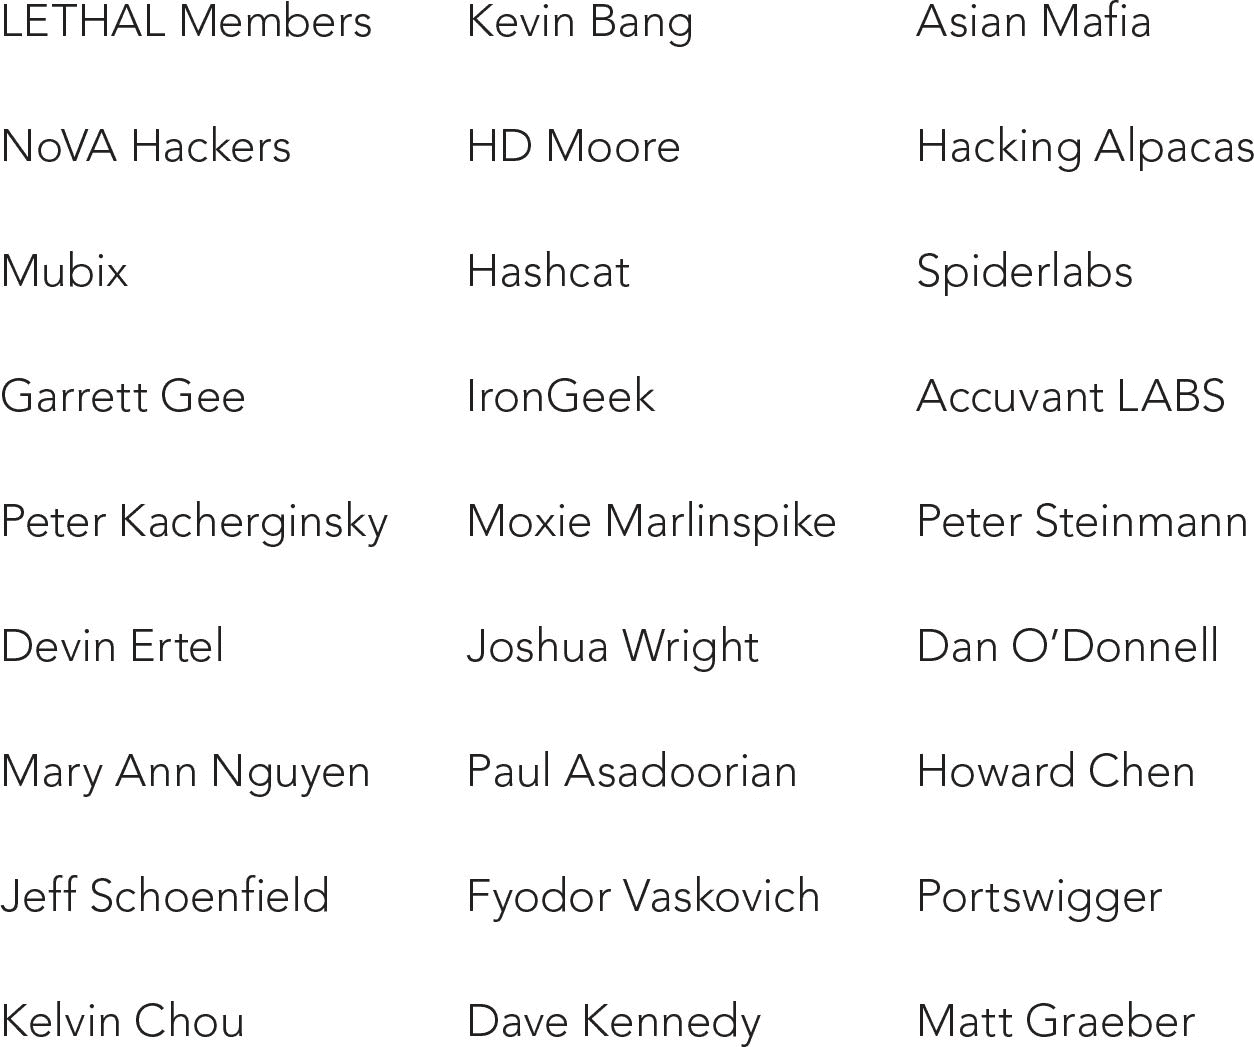 LETHAL Members Kevin Bang Asian Mafia
NoVA Hackers HD Moore Hacking Alpacas
Mubix Hashcat Spiderlabs
Garrett Gee IronGeek Accuvant LABS
Peter Kacherginsky Moxie Marlinspike Peter Steinmann
Devin Ertel Joshua Wright Dan O’Donnell
Mary Ann Nguyen Paul Asadoorian Howard Chen
Jeff Schoenfield Fyodor Vaskovich Portswigger
Kelvin Chou Dave Kennedy Matt Graeber